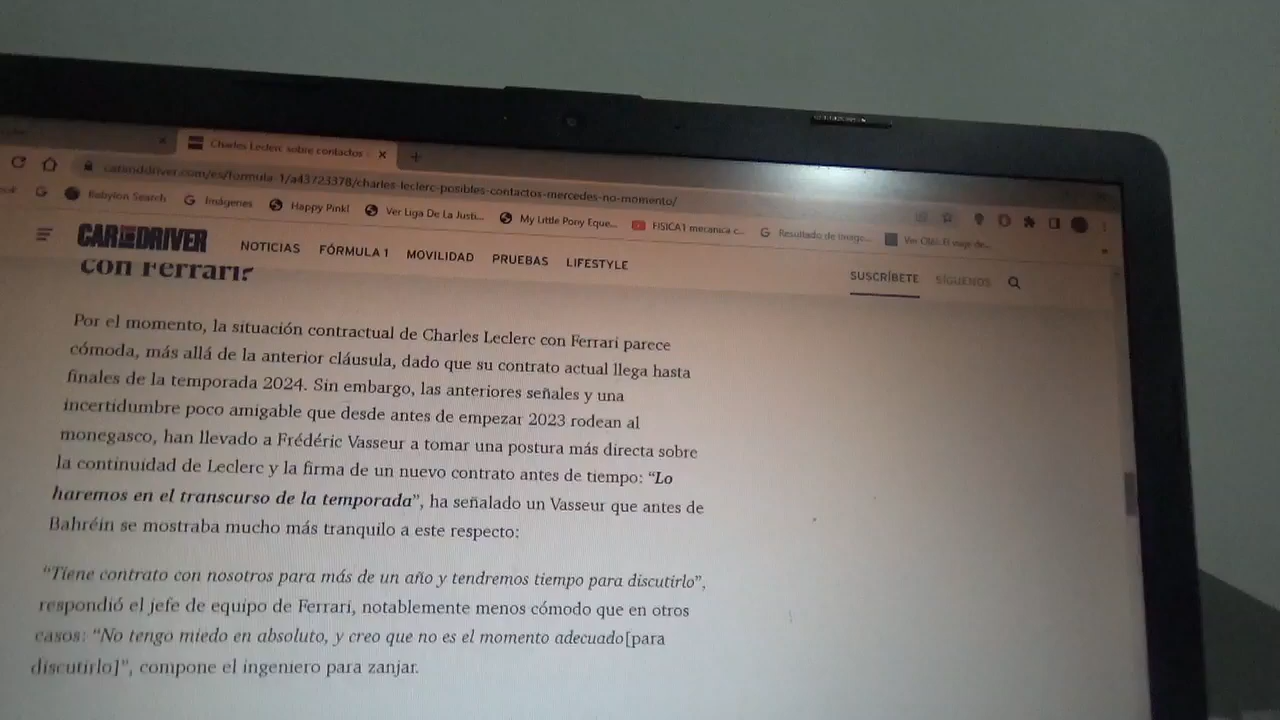 Charles Leclerc sobre contactos
caranddriver.com/es/formula-1/a43723378/charles-leclerc-posibles-contactos-mercedes-no-momento/
Babylon Search Imágenes Happy Pink! Ver Liga De La Justi... My Little Pony Eque... FISICA1 mecanica c... Resultado de
CAR AND DRIVER NOTICIAS FÓRMULA 1 MOVILIDAD PRUEBAS LIFESTYLE SUSCRÍBETE SÍGUENOS
con Ferrari?
Por el momento, la situación contractual de Charles Leclerc con Ferrari parece
cómoda, más allá de la anterior cláusula, dado que su contrato actual llega hasta
finales de la temporada 2024. Sin embargo, las anteriores señales y una
incertidumbre poco amigable que desde antes de empezar 2023 rodean al
monegasco, han llevado a Frédéric Vasseur a tomar una postura más directa sobre
la continuidad de Leclerc y la firma de un nuevo contrato antes de tiempo: “Lo
haremos en el transcurso de la temporada”, ha señalado un Vasseur que antes de
Bahréin se mostraba mucho más tranquilo a este respecto:
“Tiene contrato con nosotros para más de un año y tendremos tiempo para discutirlo”,
respondió el jefe de equipo de Ferrari, notablemente menos cómodo que en otros
casos: “No tengo miedo en absoluto, y creo que no es el momento adecuado[para
discutirlo]”, compone el ingeniero para zanjar.